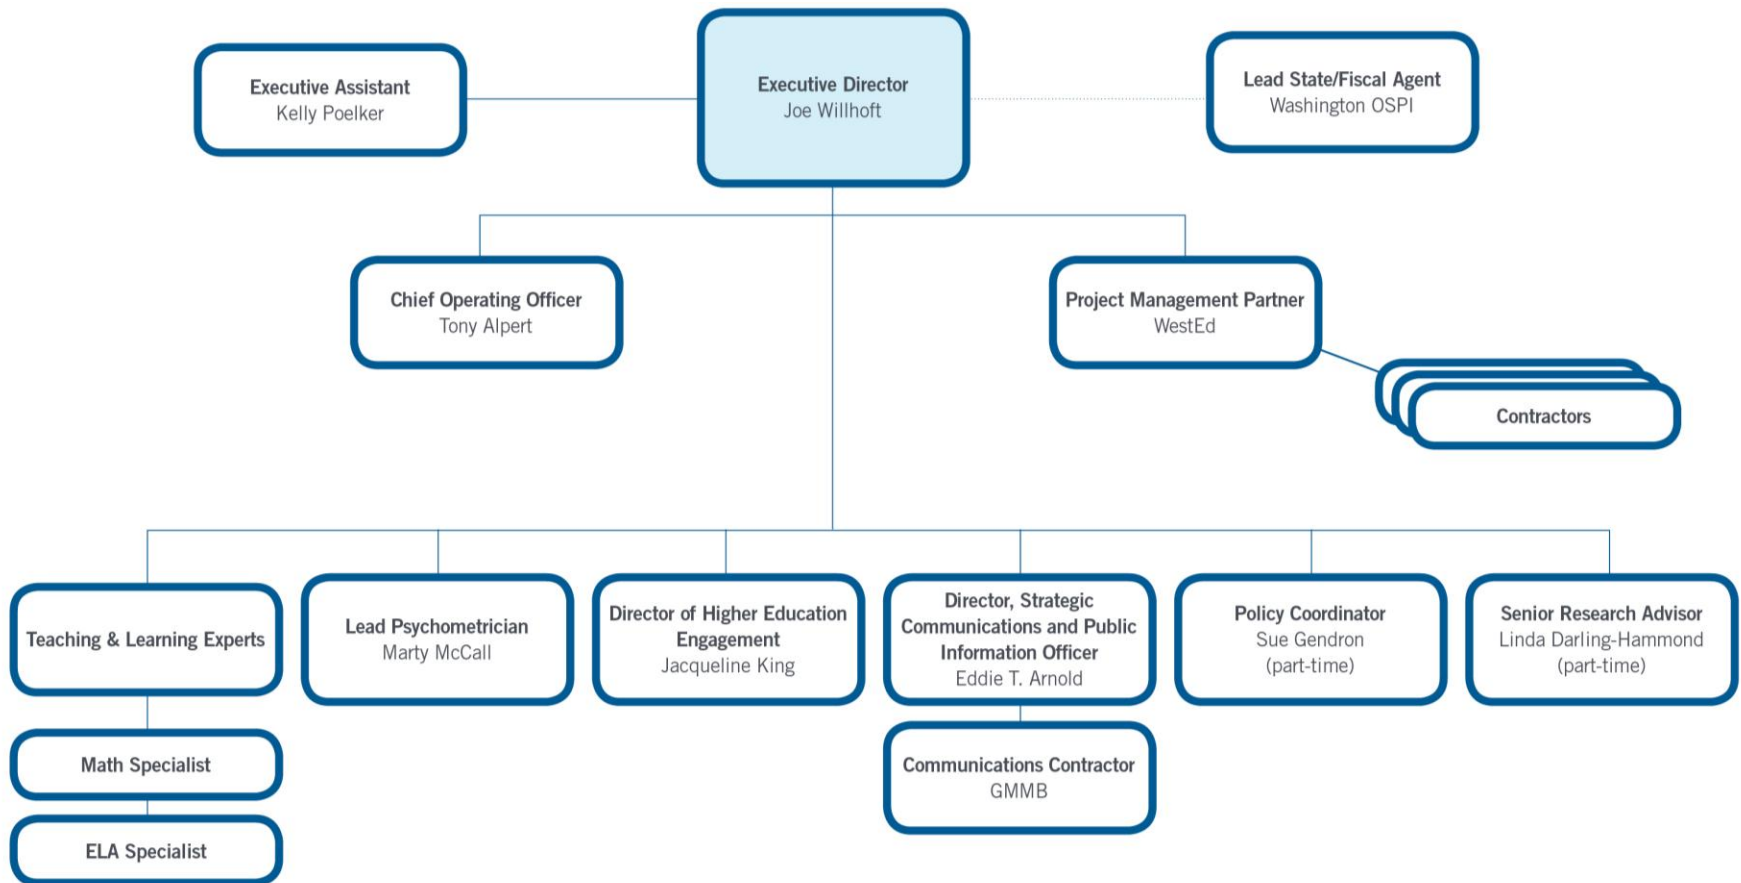 Executive Assistant
Kelly Poelker
Executive Director
Joe Willhoft
Lead State/Fiscal Agent
Washington OSPI
Chief Operating Officer
Tony Alpert
Project Management Partner
WestEd
Contractors
Teaching & Learning Experts
Lead Psychometrician
Marty McCall
Director of Higher Education
Engagement
Jacqueline King
Director, Strategic
Communications and Public
Information Officer
Eddie T. Arnold
Policy Coordinator
Sue Gendron
(part-time)
Senior Research Advisor
Linda Darling-Hammond
(part-time)
Math Specialist
Communications Contractor
GMMB
ELA Specialist